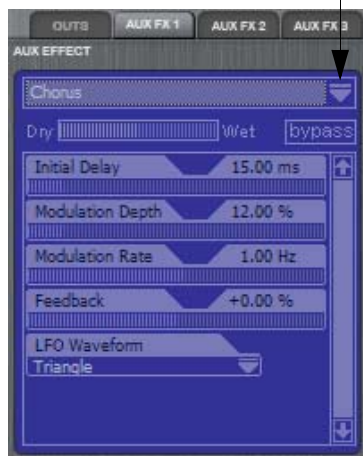 OUTS AUX FX 1 AUX FX 2 AUX FX 3
AUX EFFECT
Chorus
Dry Wet bypass
Initial Delay 15.00 ms
Modulation Depth 12.00 %
Modulation Rate 1.00 Hz
Feedback +0.00 %
LFO Waveform
Triangle